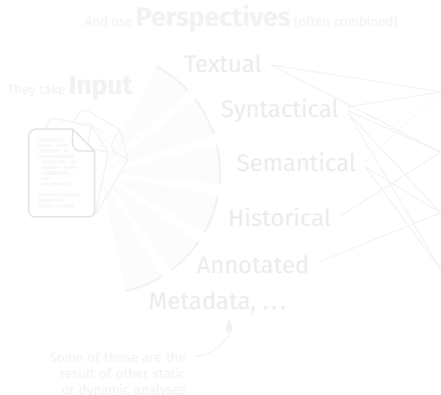 And use Perspectives (often combined)
Textual
They take Input
Syntactical
Semantical
Historical
Annotated
Metadata, …
Some of those are the
result of other static
or dynamic analyses